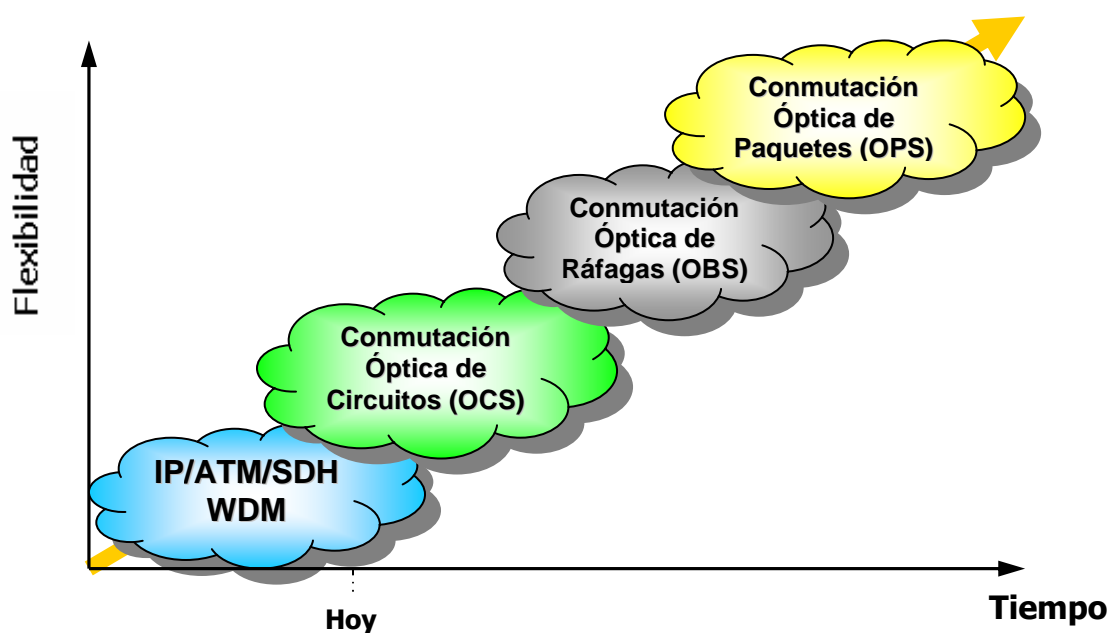 Flexibilidad
Conmutación
Óptica de
Paquetes (OPS)
Conmutación
Óptica de
Ráfagas (OBS)
Conmutación
Óptica de
Circuitos (OCS)
IP/ATM/SDH
WDM
Hoy
Tiempo